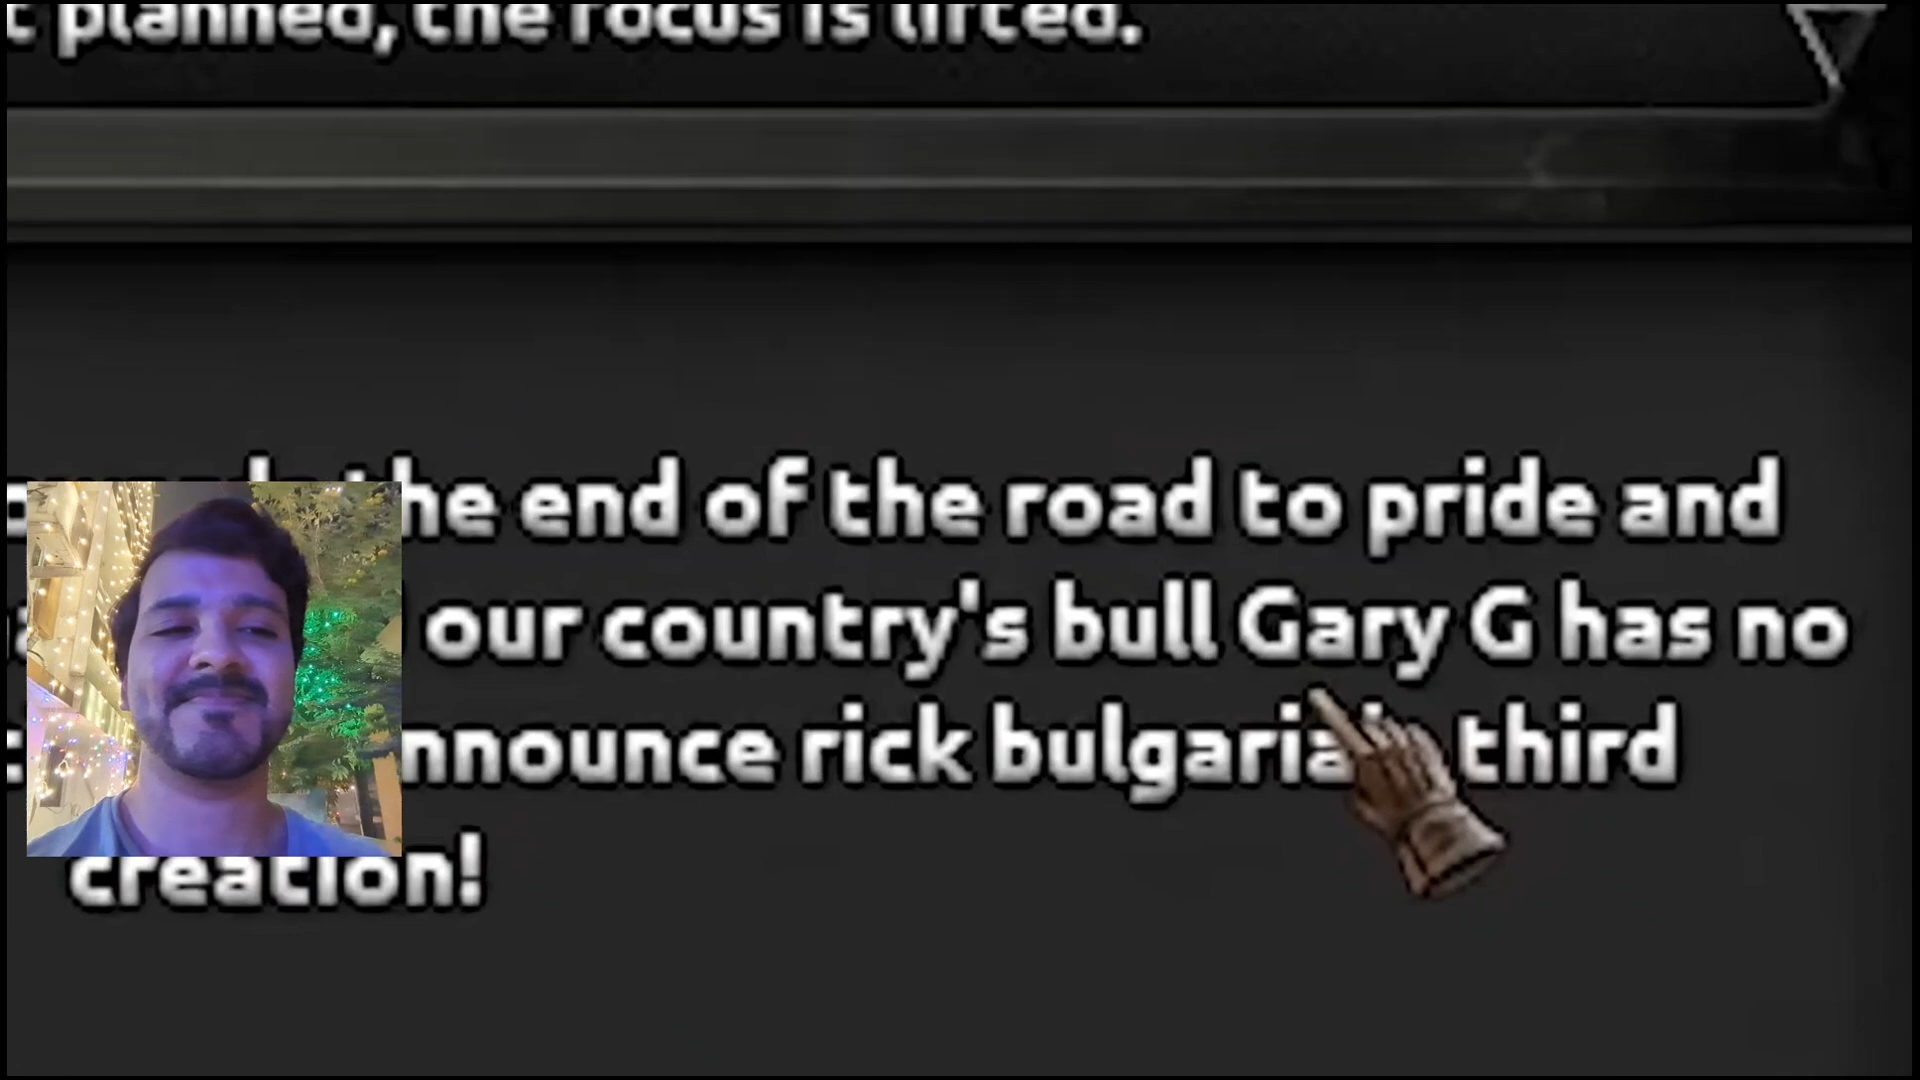 planned, the focus is lifted.
the end of the road to pride and
our country's bull Gary G has no
announce rick bulgaria's third
creation!